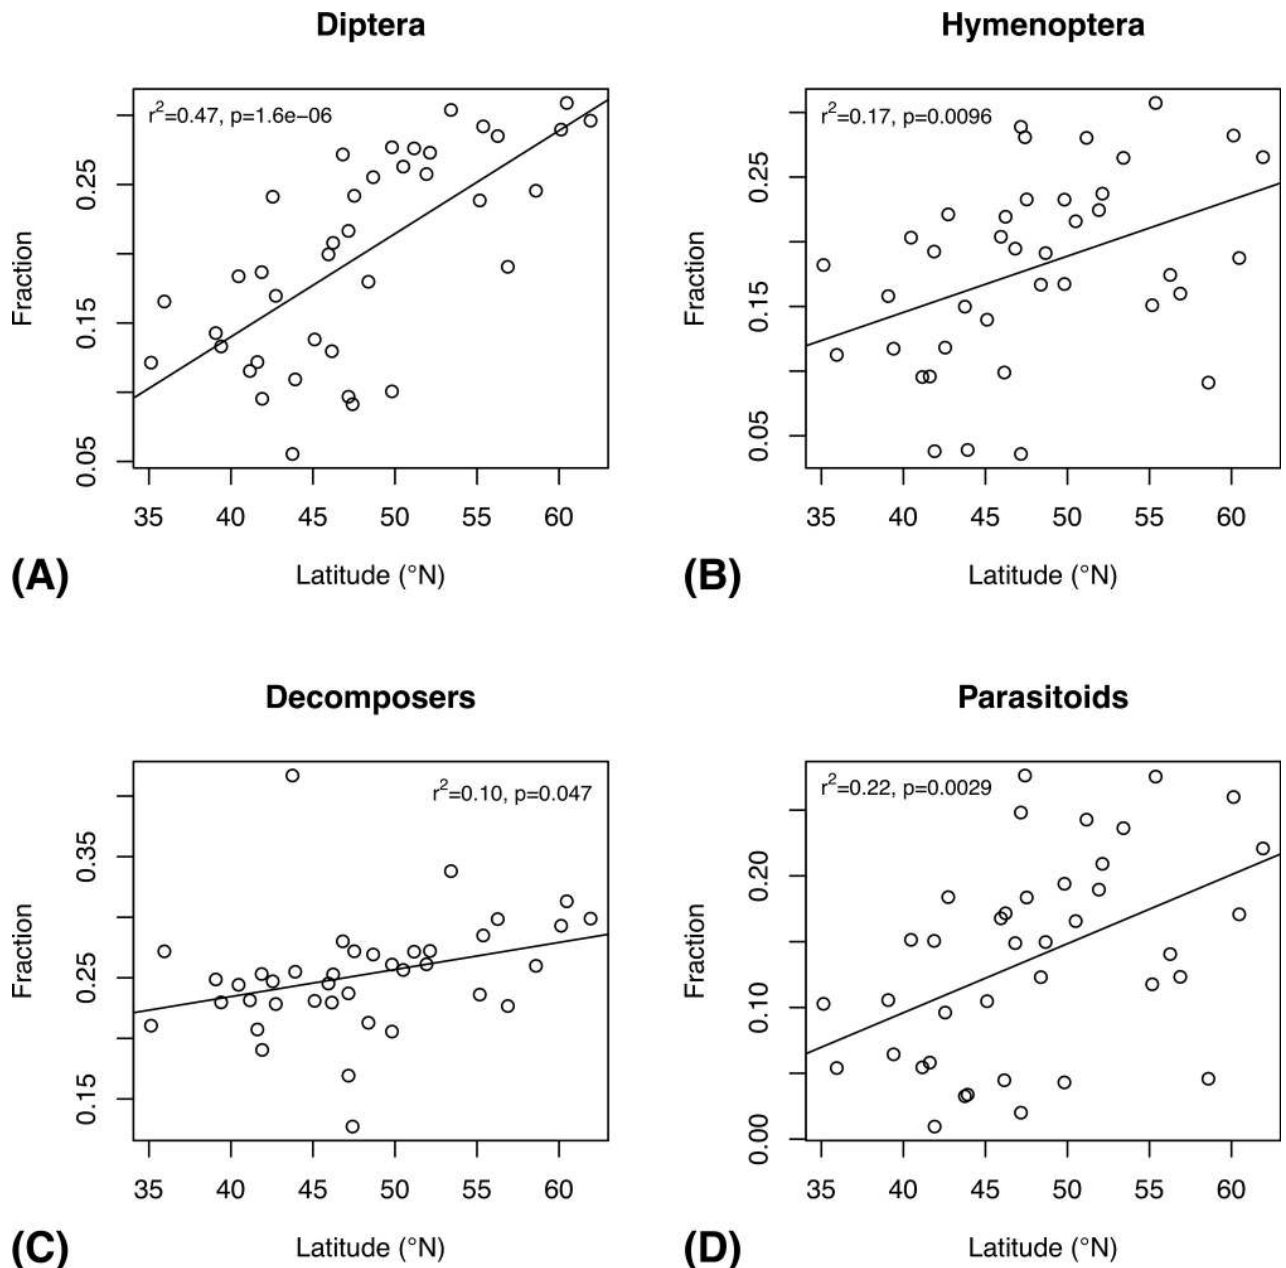 Diptera
r²=0.47, p=1.6e−06
Fraction
0.05 0.15 0.25
35 40 45 50 55 60
Latitude (°N)
(A)
Hymenoptera
r²=0.17, p=0.0096
Fraction
0.05 0.15 0.25
35 40 45 50 55 60
Latitude (°N)
(B)
Decomposers
r²=0.10, p=0.047
Fraction
0.15 0.25 0.35
35 40 45 50 55 60
Latitude (°N)
(C)
Parasitoids
r²=0.22, p=0.0029
Fraction
0.00 0.10 0.20
35 40 45 50 55 60
Latitude (°N)
(D)